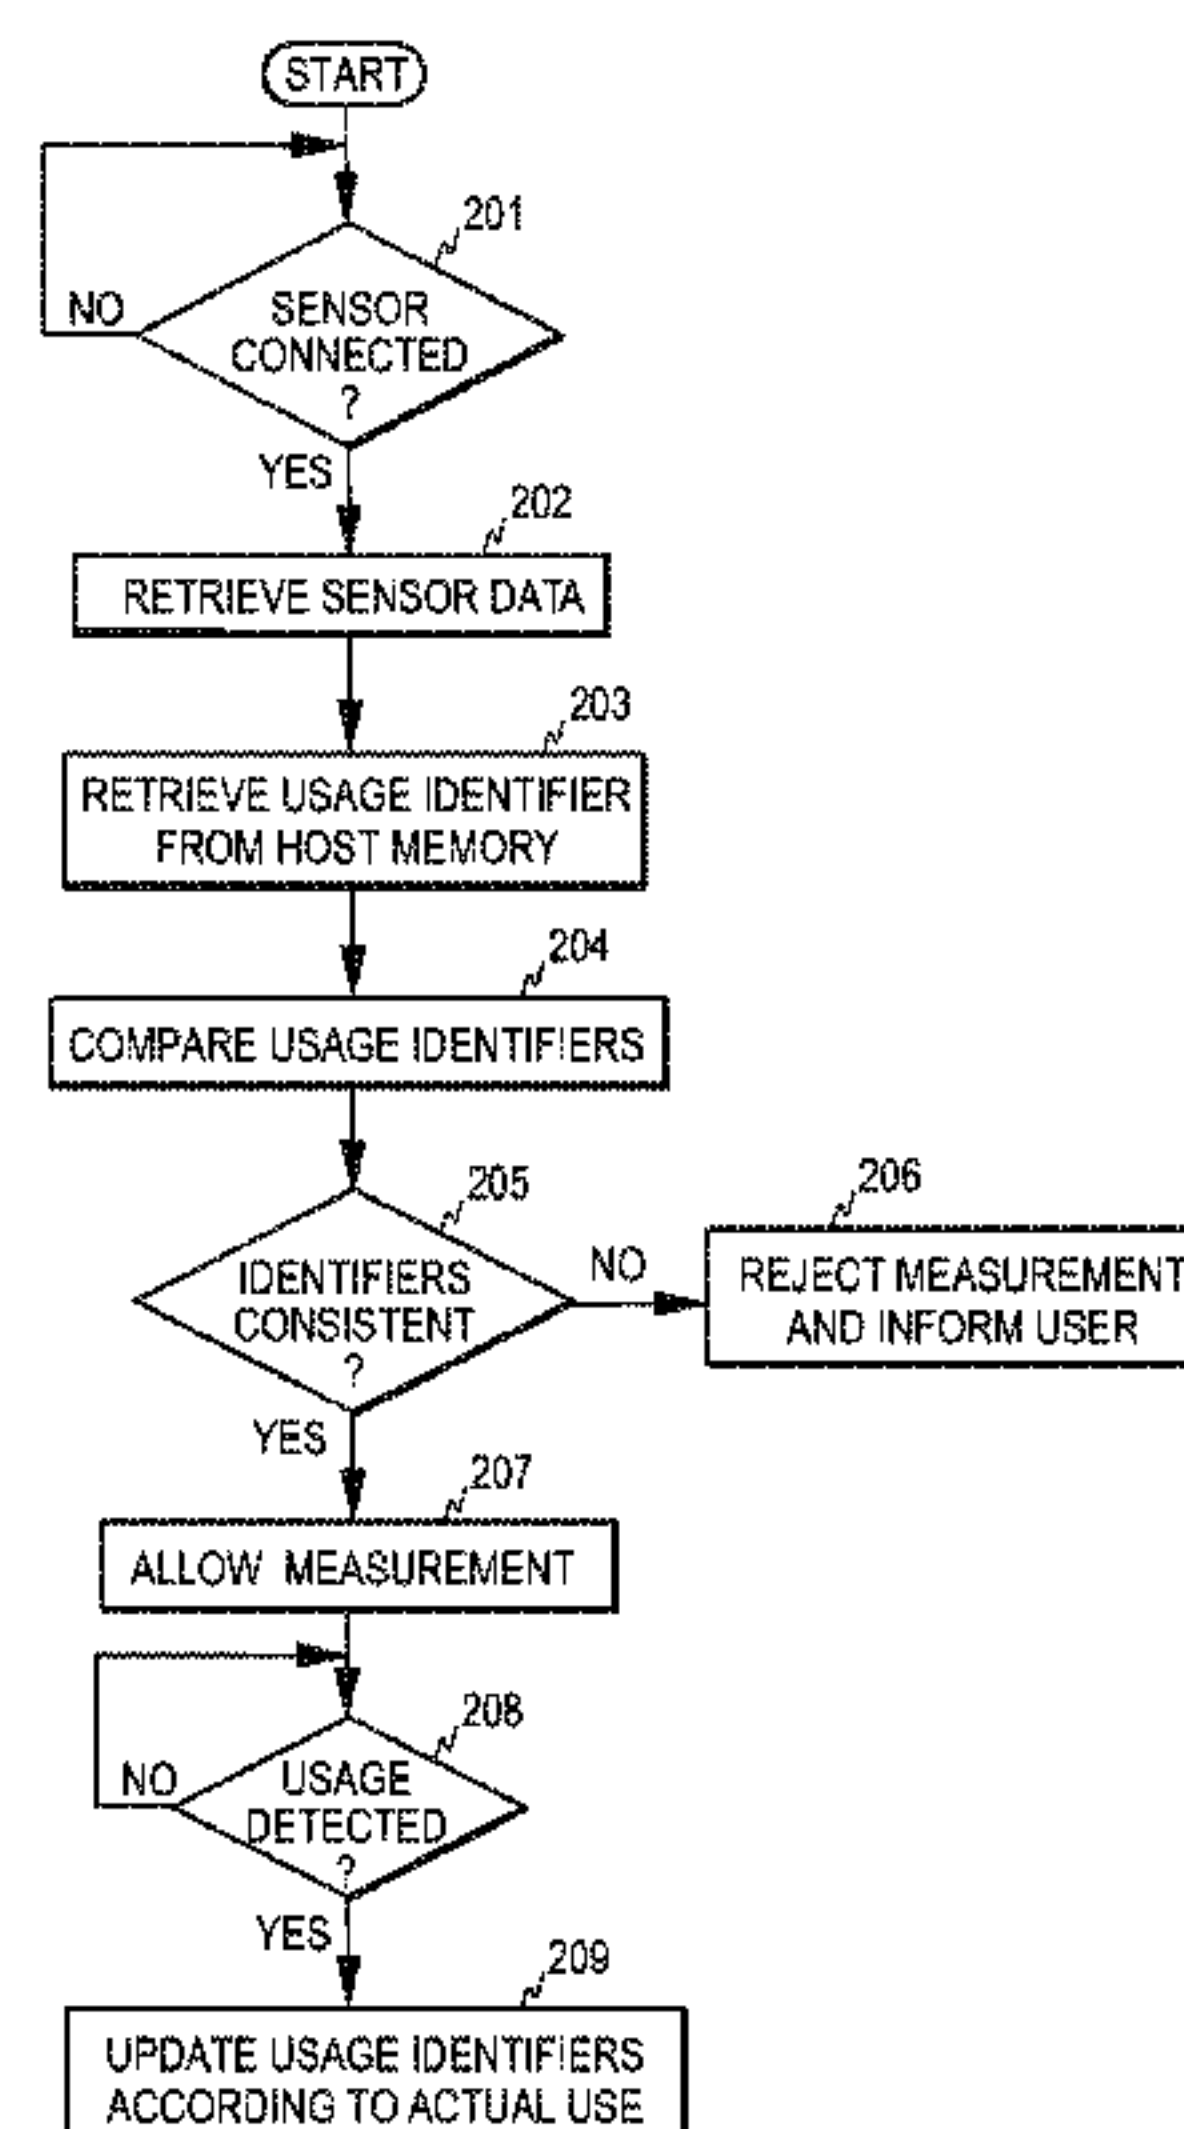 START
201
SENSOR
CONNECTED
?
NO
YES
202
RETRIEVE SENSOR DATA
203
RETRIEVE USAGE IDENTIFIER
FROM HOST MEMORY
204
COMPARE USAGE IDENTIFIERS
205
IDENTIFIERS
CONSISTENT
?
NO
206
REJECT MEASUREMENT
AND INFORM USER
YES
207
ALLOW MEASUREMENT
208
USAGE
DETECTED
?
NO
YES
209
UPDATE USAGE IDENTIFIERS
ACCORDING TO ACTUAL USE